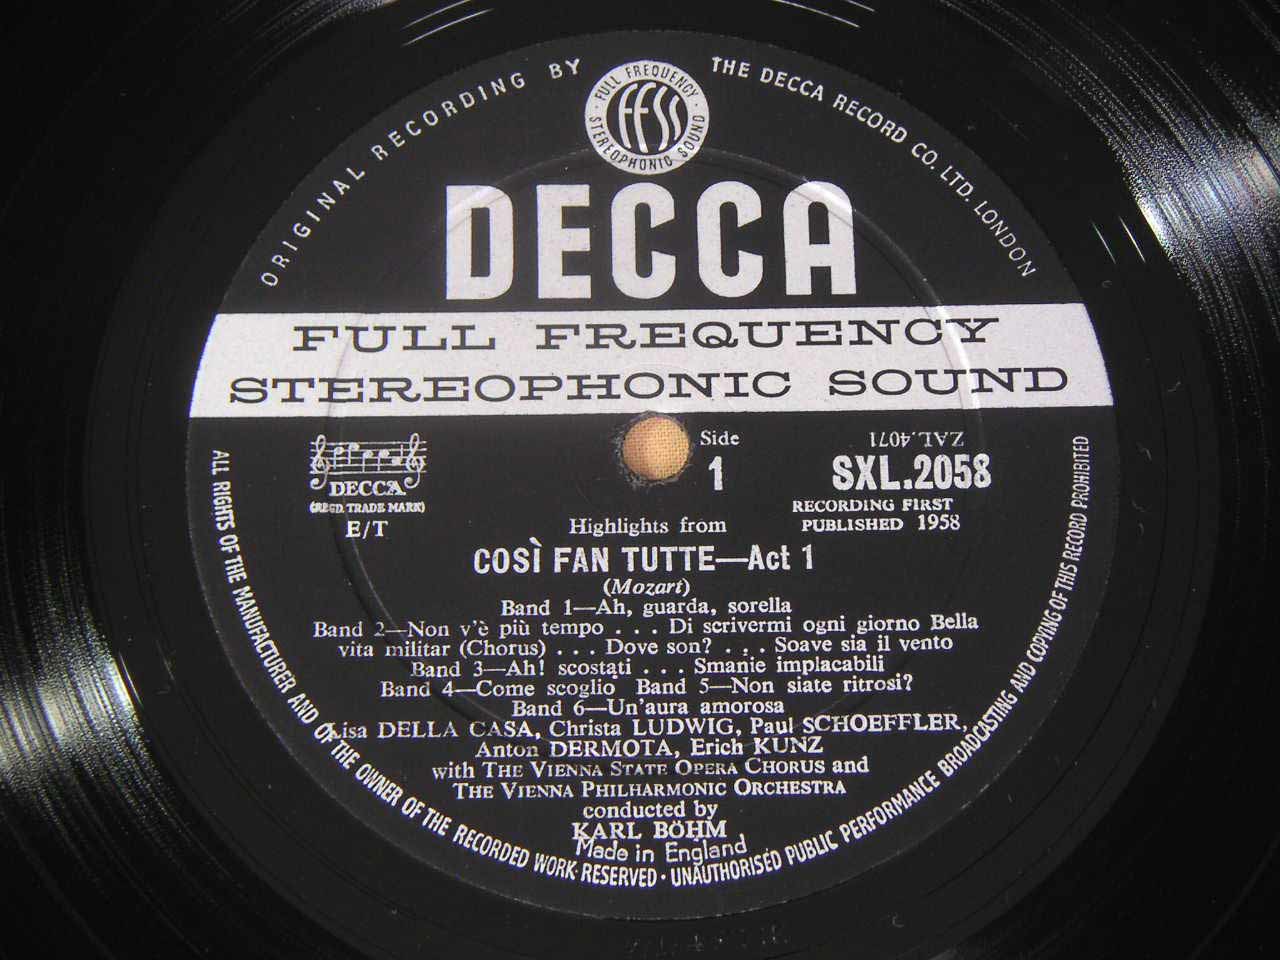 ORIGINAL RECORDING BY THE DECCA RECORD CO. LTD. LONDON
FULL FREQUENCY
FFSS
STEREOPHONIC SOUND
DECCA
FULL FREQUENCY
STEREOPHONIC SOUND
DECCA
(REGD. TRADE MARK)
E/T
Side
1
ZAL.4071
SXL.2058
RECORDING FIRST
PUBLISHED 1958
Highlights from
COSÌ FAN TUTTE—Act 1
(Mozart)
Band 1—Ah, guarda, sorella
Band 2—Non v'è più tempo . . . Di scrivermi ogni giorno Bella
vita militar (Chorus) . . . Dove son? . . . Soave sia il vento
Band 3—Ah! scostati . . . Smanie implacabili
Band 4—Come scoglio Band 5—Non siate ritrosi?
Band 6—Un'aura amorosa
Lisa DELLA CASA, Christa LUDWIG, Paul SCHOEFFLER,
Anton DERMOTA, Erich KUNZ
with THE VIENNA STATE OPERA CHORUS and
THE VIENNA PHILHARMONIC ORCHESTRA
conducted by
KARL BÖHM
Made in England
ALL RIGHTS OF THE MANUFACTURER AND OF THE OWNER OF THE RECORDED WORK RESERVED · UNAUTHORISED PUBLIC PERFORMANCE BROADCASTING AND COPYING OF THIS RECORD PROHIBITED